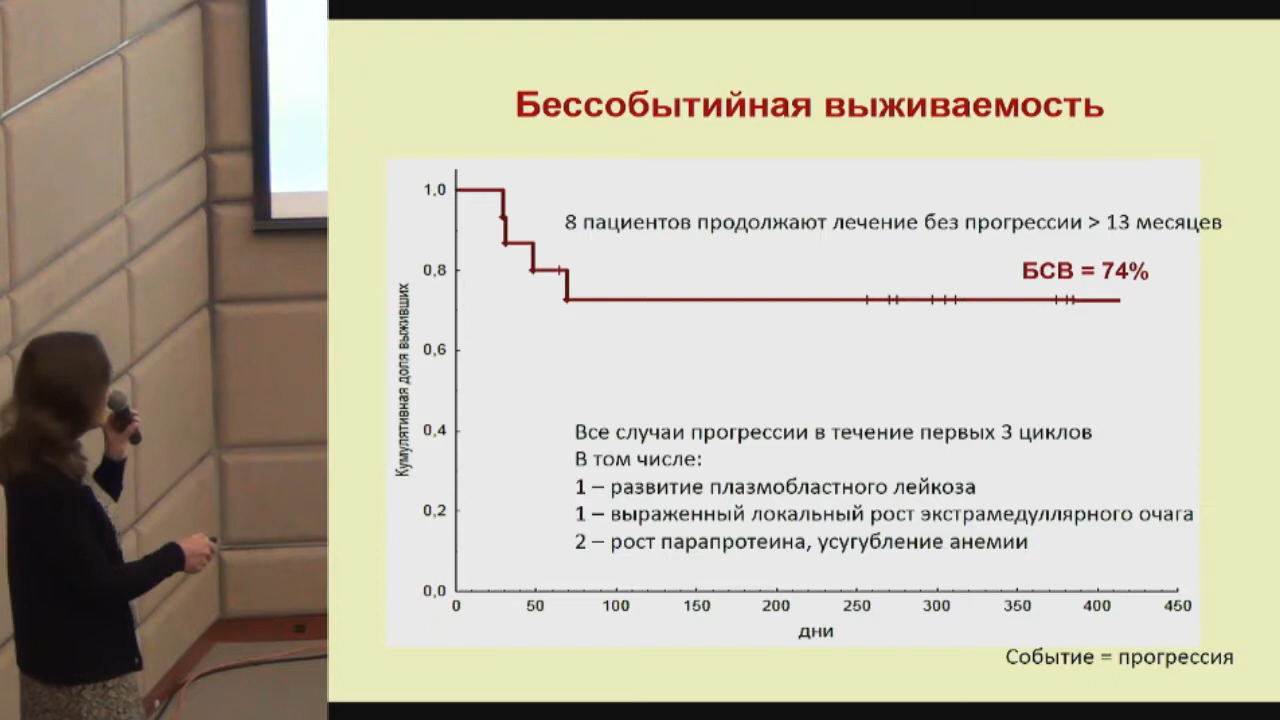 Бессобытийная выживаемость
8 пациентов продолжают лечение без прогрессии > 13 месяцев
БСВ = 74%
Кумулятивная доля выживших
1,0
0,8
0,6
0,4
0,2
0,0
Все случаи прогрессии в течение первых 3 циклов
В том числе:
1 – развитие плазмобластного лейкоза
1 – выраженный локальный рост экстрамедуллярного очага
2 – рост парапротеина, усугубление анемии
0 50 100 150 200 250 300 350 400 450
дни
Событие = прогрессия